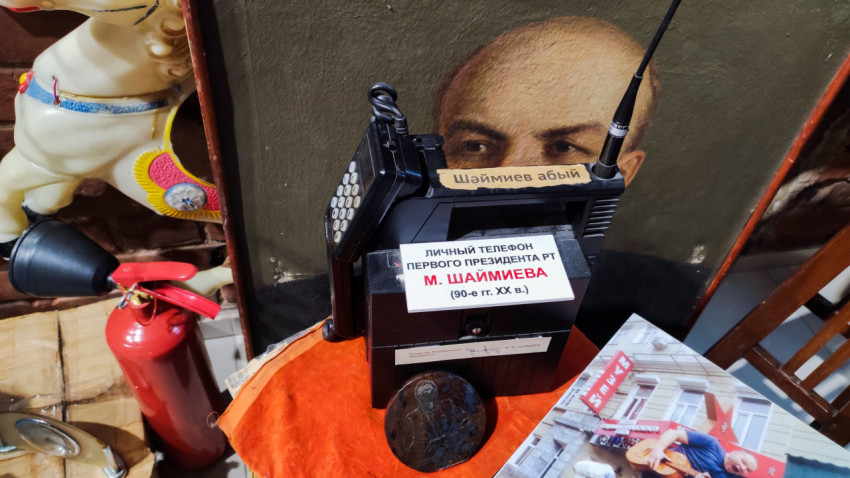 Шәймиев абый
ЛИЧНЫЙ ТЕЛЕФОН
ПЕРВОГО ПРЕЗИДЕНТА РТ
М. ШАЙМИЕВА
(90-е гг. XX в.)